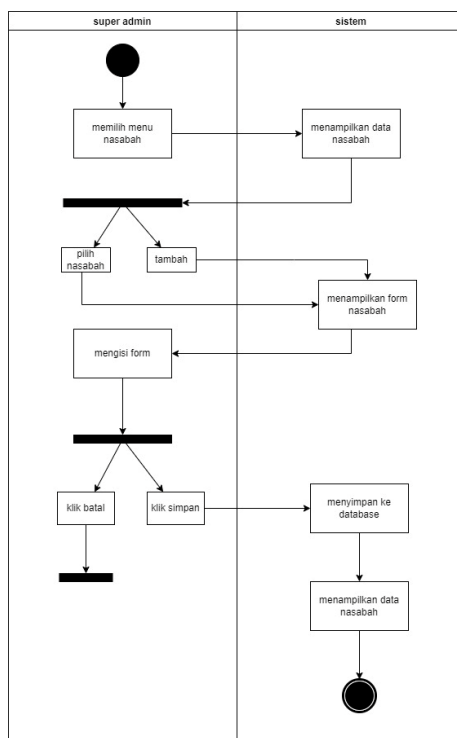 super admin
sistem
memilih menu
nasabah
menampilkan data
nasabah
pilih
nasabah
tambah
menampilkan form
nasabah
mengisi form
klik batal
klik simpan
menyimpan ke
database
menampilkan data
nasabah